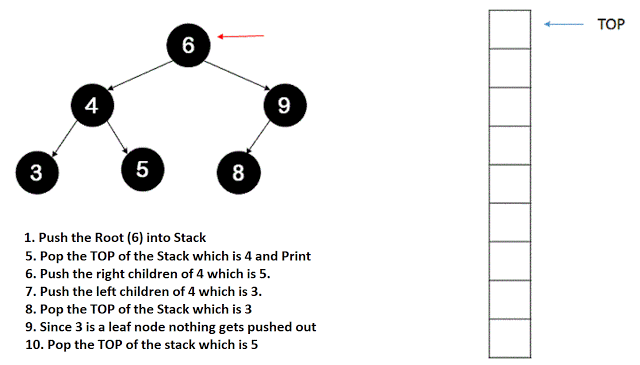 6
TOP
4
9
3
5
8
1. Push the Root (6) into Stack
5. Pop the TOP of the Stack which is 4 and Print
6. Push the right children of 4 which is 5.
7. Push the left children of 4 which is 3.
8. Pop the TOP of the Stack which is 3
9. Since 3 is a leaf node nothing gets pushed out
10. Pop the TOP of the stack which is 5